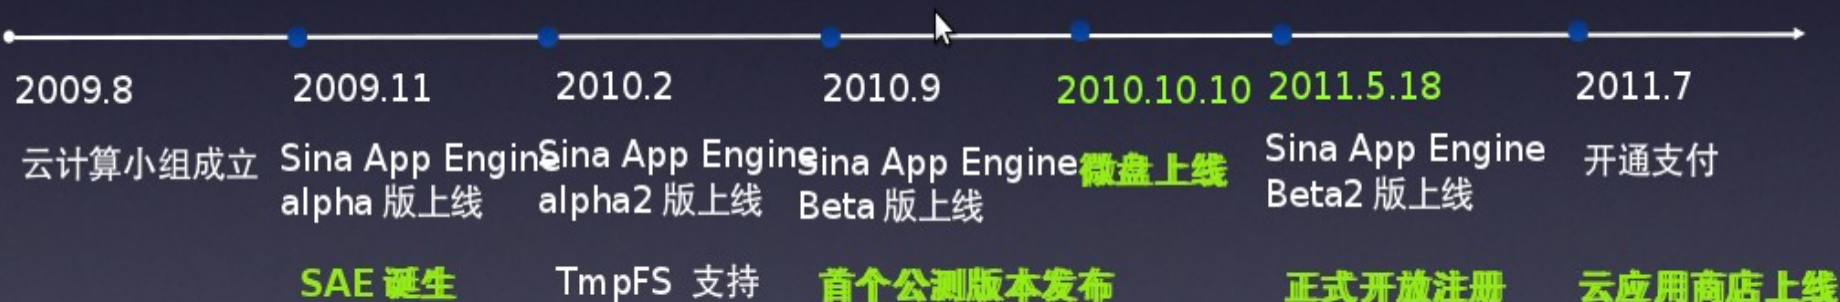 2009.8
2009.11
2010.2
2010.9
2010.10.10
2011.5.18
2011.7
云计算小组成立
Sina App Engine
alpha 版上线
Sina App Engine
alpha2 版上线
Sina App Engine
Beta 版上线
微盘上线
Sina App Engine
Beta2 版上线
开通支付
SAE 诞生
TmpFS 支持
首个公测版本发布
正式开放注册
云应用商店上线